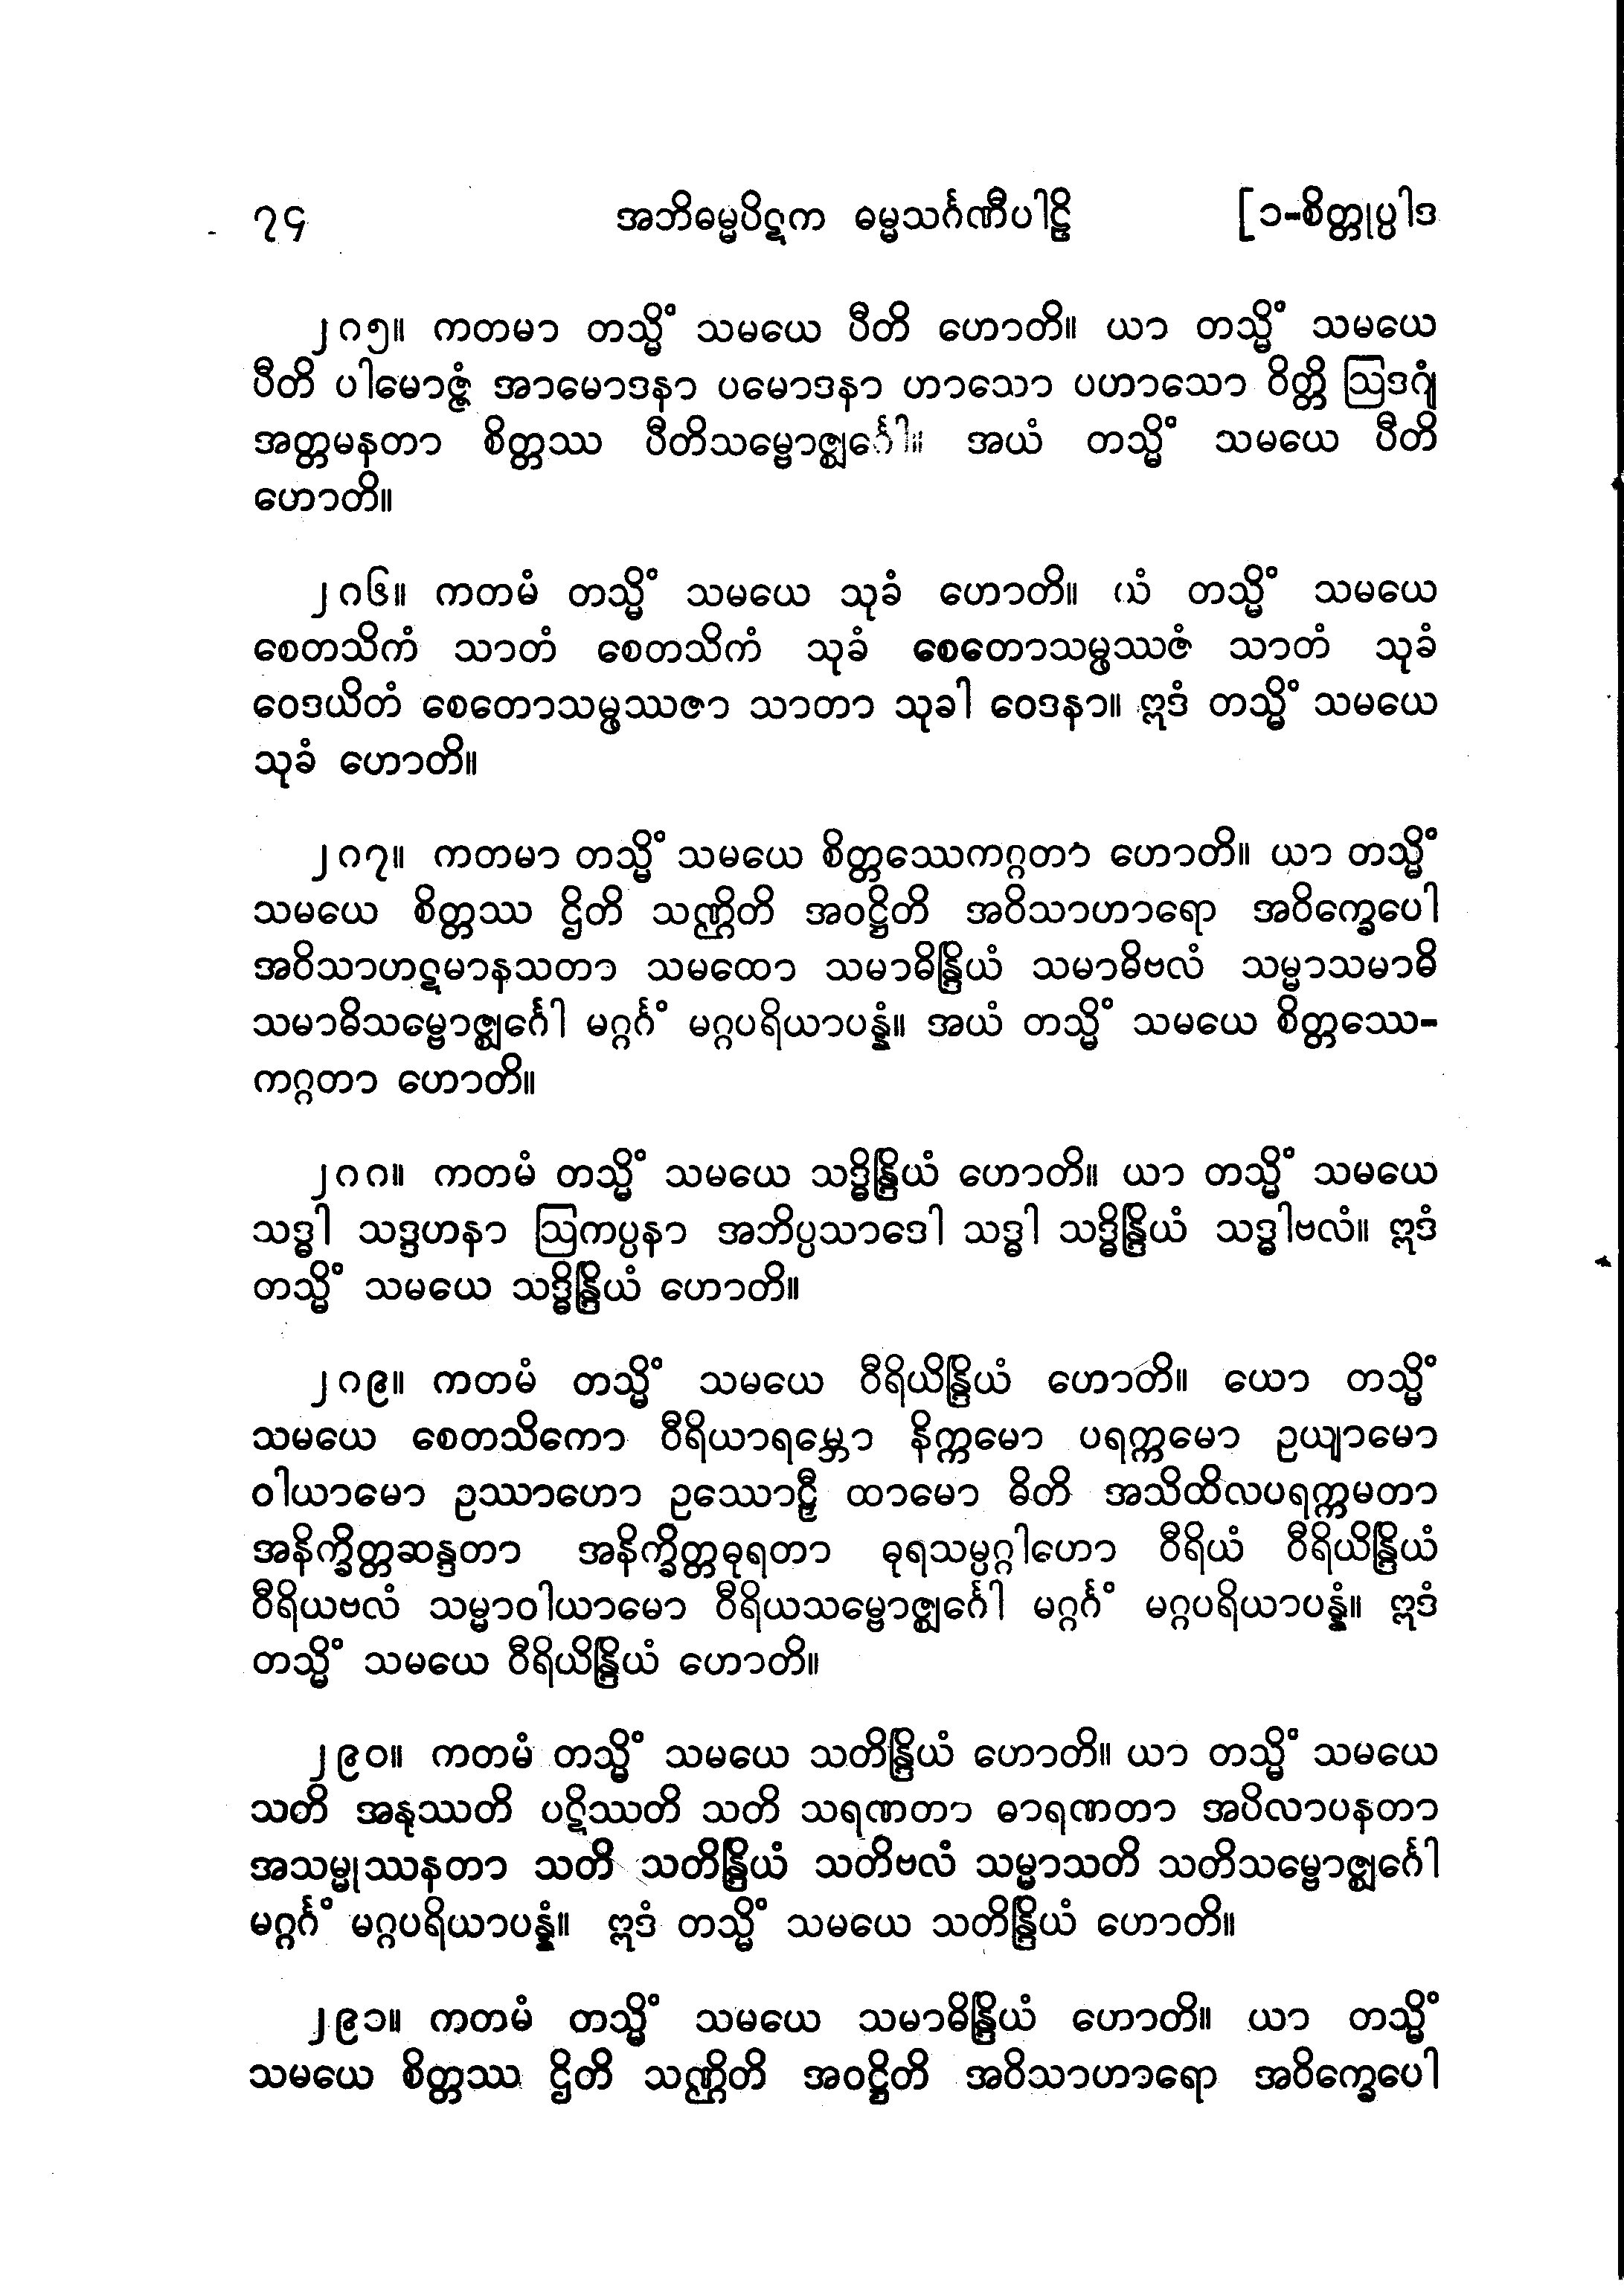 ၇၄ အဘိဓမ္မပိဋက ဓမ္မသင်္ဂဏီပါဠိ [၁-စိတ္တုပ္ပါဒ
၂၈၅။ ကတမာ တသ္မိံ သမယေ ပီတိ ဟောတိ။ ယာ တသ္မိံ သမယေ
ပီတိ ပါမောဇ္ဇံ အာမောဒနာ ပမောဒနာ ဟာသော ပဟာသော ဝိတ္တိ ဩဒဂျံ
အတ္တမနတာ စိတ္တဿ ပီတိသမ္ဗောဇ္ဈင်္ဂေါ။ အယံ တသ္မိံ သမယေ ပီတိ
ဟောတိ။
၂၈၆။ ကတမံ တသ္မိံ သမယေ သုခံ ဟောတိ။ ယံ တသ္မိံ သမယေ
စေတသိကံ သာတံ စေတသိကံ သုခံ စေတောသမ္ဖဿဇံ သာတံ သုခံ
ဝေဒယိတံ စေတောသမ္ဖဿဇာ သာတာ သုခါ ဝေဒနာ။ ဣဒံ တသ္မိံ သမယေ
သုခံ ဟောတိ။
၂၈၇။ ကတမာ တသ္မိံ သမယေ စိတ္တဿေကဂ္ဂတာ ဟောတိ။ ယာ တသ္မိံ
သမယေ စိတ္တဿ ဌိတိ သဏ္ဌိတိ အဝဋ္ဌိတိ အဝိသာဟာရော အဝိက္ခေပေါ
အဝိသာဟဋမာနသတာ သမထော သမာဓိန္ဒြိယံ သမာဓိဗလံ သမ္မာသမာဓိ
သမာဓိသမ္ဗောဇ္ဈင်္ဂေါ မဂ္ဂင်္ဂံ မဂ္ဂပရိယာပန္နံ။ အယံ တသ္မိံ သမယေ စိတ္တဿေ-
ကဂ္ဂတာ ဟောတိ။
၂၈၈။ ကတမံ တသ္မိံ သမယေ သဒ္ဓိန္ဒြိယံ ဟောတိ။ ယာ တသ္မိံ သမယေ
သဒ္ဓါ သဒ္ဒဟနာ ဩကပ္ပနာ အဘိပ္ပသာဒေါ သဒ္ဓါ သဒ္ဓိန္ဒြိယံ သဒ္ဓါဗလံ။ ဣဒံ
တသ္မိံ သမယေ သဒ္ဓိန္ဒြိယံ ဟောတိ။
၂၈၉။ ကတမံ တသ္မိံ သမယေ ဝီရိယိန္ဒြိယံ ဟောတိ။ ယော တသ္မိံ
သမယေ စေတသိကော ဝီရိယာရမ္ဘော နိက္ကမော ပရက္ကမော ဥယျာမော
ဝါယာမော ဥဿာဟော ဥဿောဠှီ ထာမော ဓိတိ အသိထိလပရက္ကမတာ
အနိက္ခိတ္တဆန္ဒတာ အနိက္ခိတ္တဓုရတာ ဓုရသမ္ပဂ္ဂါဟော ဝီရိယံ ဝီရိယိန္ဒြိယံ
ဝီရိယဗလံ သမ္မာဝါယာမော ဝီရိယသမ္ဗောဇ္ဈင်္ဂေါ မဂ္ဂင်္ဂံ မဂ္ဂပရိယာပန္နံ။ ဣဒံ
တသ္မိံ သမယေ ဝီရိယိန္ဒြိယံ ဟောတိ။
၂၉၀။ ကတမံ တသ္မိံ သမယေ သတိန္ဒြိယံ ဟောတိ။ ယာ တသ္မိံ သမယေ
သတိ အနုဿတိ ပဋိဿတိ သတိ သရဏတာ ဓာရဏတာ အပိလာပနတာ
အသမ္မုဿနတာ သတိ သတိန္ဒြိယံ သတိဗလံ သမ္မာသတိ သတိသမ္ဗောဇ္ဈင်္ဂေါ
မဂ္ဂင်္ဂံ မဂ္ဂပရိယာပန္နံ။ ဣဒံ တသ္မိံ သမယေ သတိန္ဒြိယံ ဟောတိ။
၂၉၁။ ကတမံ တသ္မိံ သမယေ သမာဓိန္ဒြိယံ ဟောတိ။ ယာ တသ္မိံ
သမယေ စိတ္တဿ ဌိတိ သဏ္ဌိတိ အဝဋ္ဌိတိ အဝိသာဟာရော အဝိက္ခေပေါ